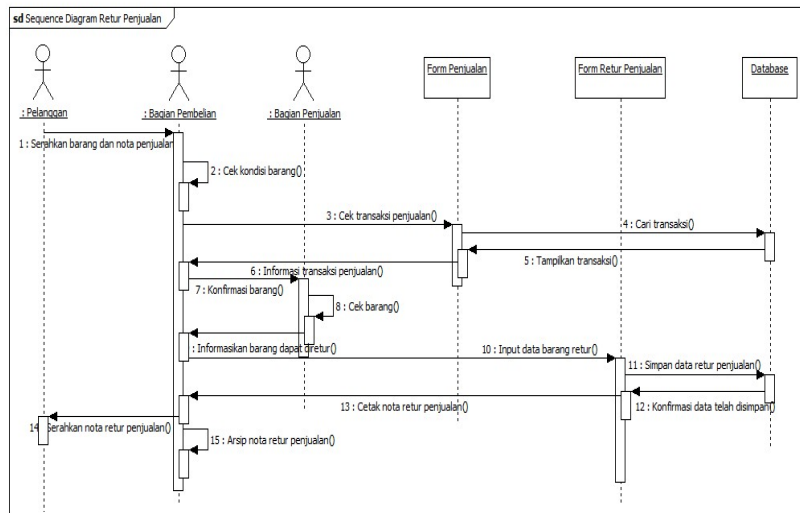 sd Sequence Diagram Retur Penjualan
: Pelanggan
: Bagian Pembelian
: Bagian Penjualan
Form Penjualan
Form Retur Penjualan
Database
1 : Serahkan barang dan nota penjualan
2 : Cek kondisi barang()
3 : Cek transaksi penjualan()
4 : Cari transaksi()
5 : Tampilkan transaksi()
6 : Informasi transaksi penjualan()
7 : Konfirmasi barang()
8 : Cek barang()
: Informasikan barang dapat diretur()
10 : Input data barang retur()
11 : Simpan data retur penjualan()
12 : Konfirmasi data telah disimpan()
13 : Cetak nota retur penjualan()
14 : Serahkan nota retur penjualan()
15 : Arsip nota retur penjualan()